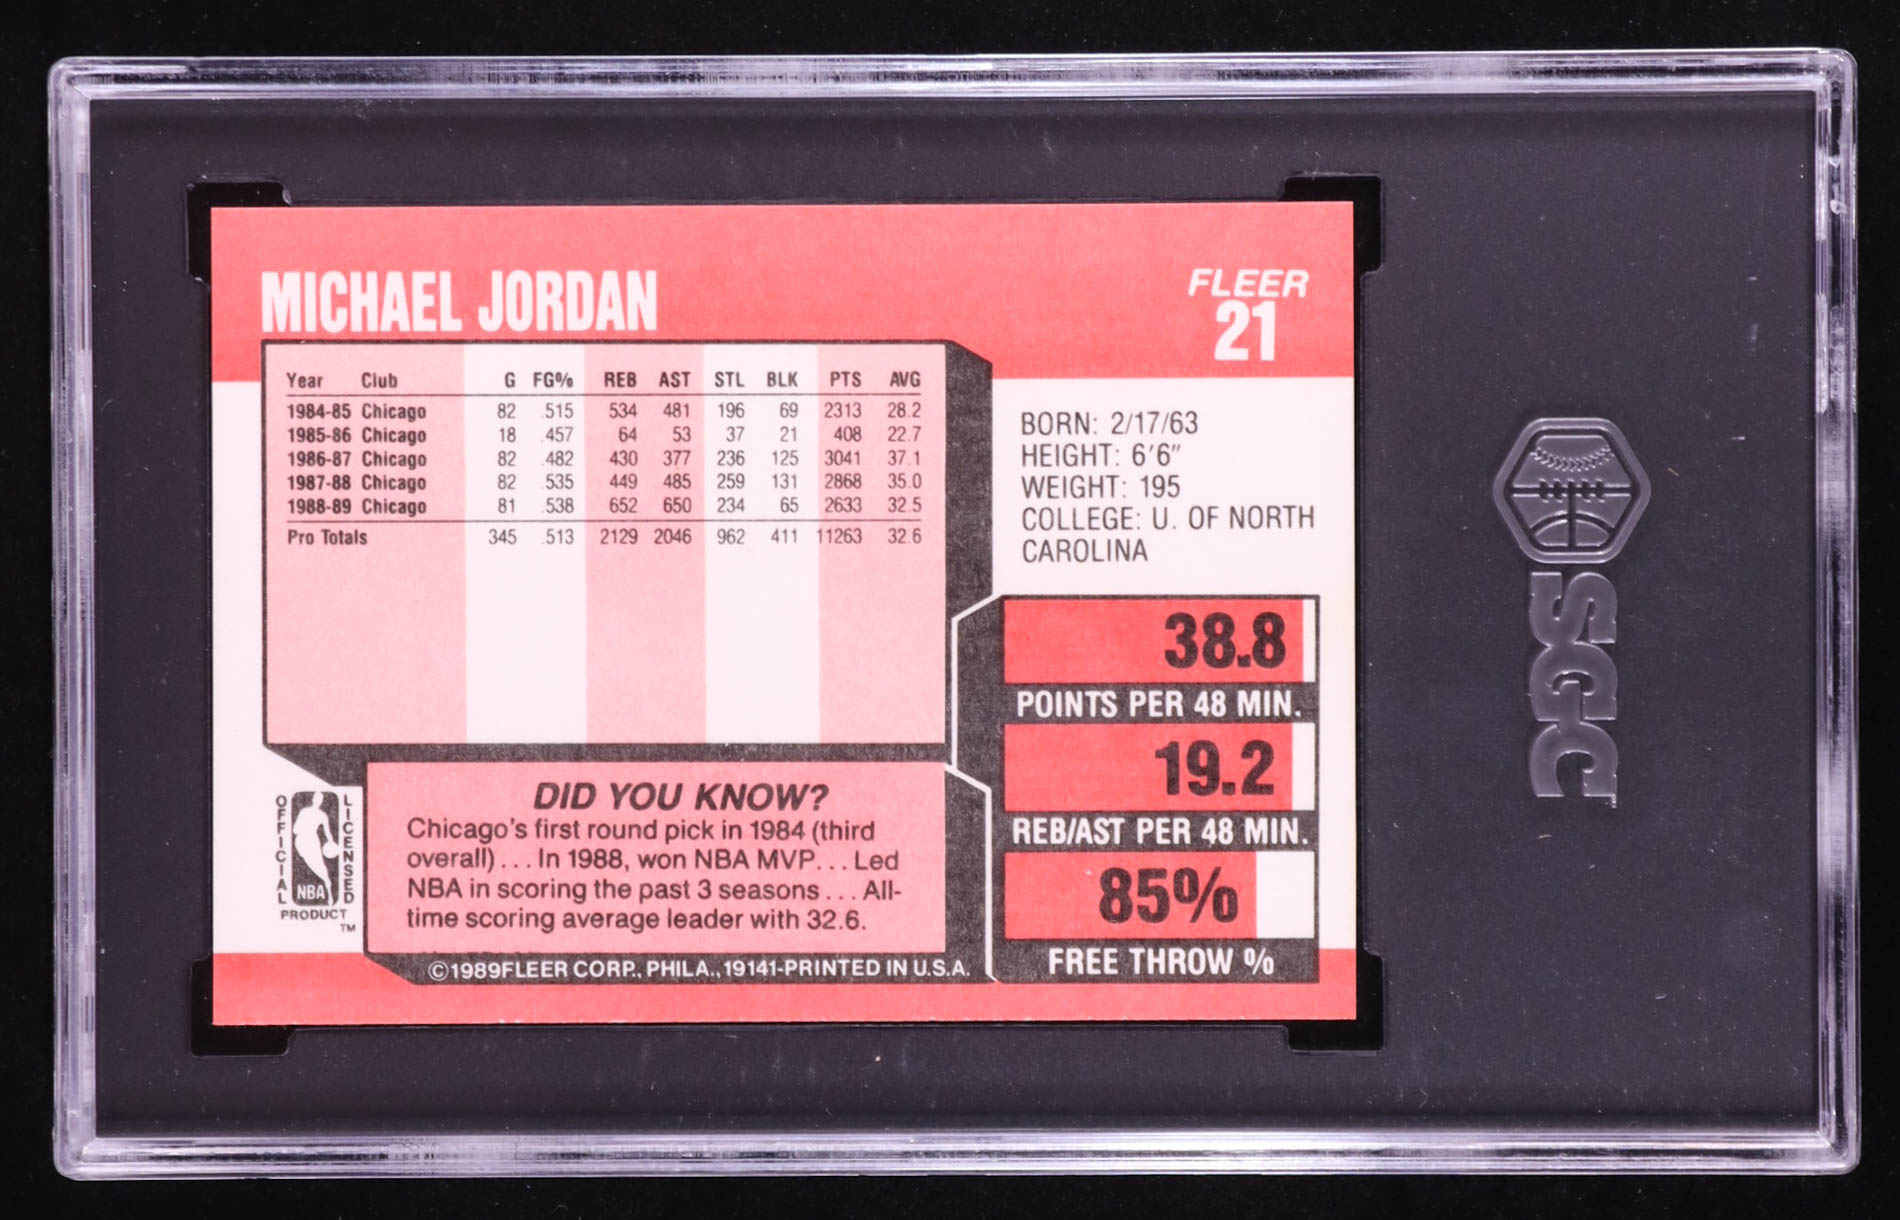 MICHAEL JORDAN
FLEER
21
Year Club G FG% REB AST STL BLK PTS AVG
1984-85 Chicago 82 .515 534 481 196 69 2313 28.2
1985-86 Chicago 18 .457 64 53 37 21 408 22.7
1986-87 Chicago 82 .482 430 377 236 125 3041 37.1
1987-88 Chicago 82 .535 449 485 259 131 2868 35.0
1988-89 Chicago 81 .538 652 650 234 65 2633 32.5
Pro Totals 345 .513 2129 2046 962 411 11263 32.6
BORN: 2/17/63
HEIGHT: 6'6"
WEIGHT: 195
COLLEGE: U. OF NORTH
CAROLINA
38.8
POINTS PER 48 MIN.
19.2
REB/AST PER 48 MIN.
85%
FREE THROW %
DID YOU KNOW?
Chicago's first round pick in 1984 (third
overall) . . . In 1988, won NBA MVP. . . Led
NBA in scoring the past 3 seasons . . . All-
time scoring average leader with 32.6.
OFFICIAL
LICENSED
NBA
PRODUCT
TM
©1989FLEER CORP., PHILA., 19141-PRINTED IN U.S.A.
SGC